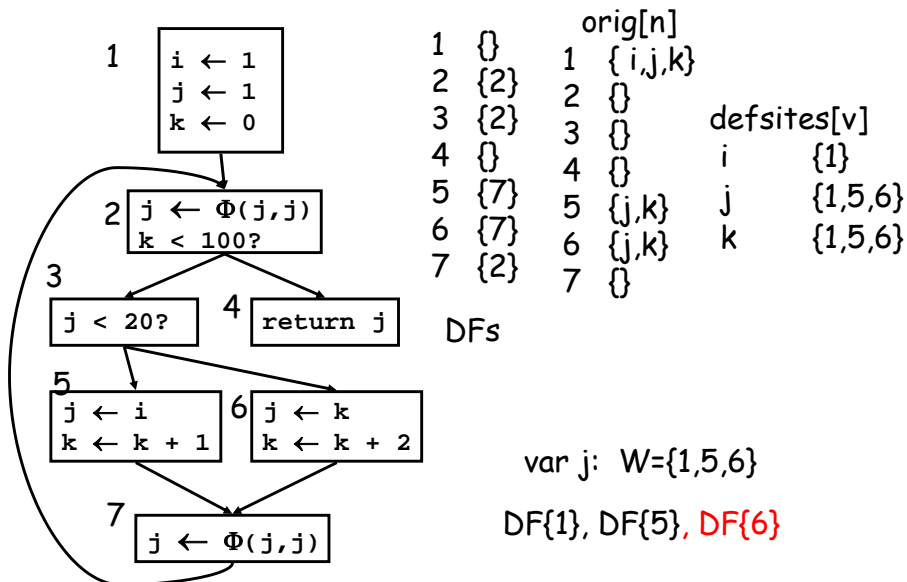 1
i ← 1
j ← 1
k ← 0
2
j ← Φ(j,j)
k < 100?
3
j < 20?
4
return j
5
j ← i
k ← k + 1
6
j ← k
k ← k + 2
7
j ← Φ(j,j)
1 {}
2 {2}
3 {2}
4 {}
5 {7}
6 {7}
7 {2}
DFs
orig[n]
1 { i,j,k}
2 {}
3 {}
4 {}
5 {j,k}
6 {j,k}
7 {}
defsites[v]
i {1}
j {1,5,6}
k {1,5,6}
var j: W={1,5,6}
DF{1}, DF{5}, DF{6}